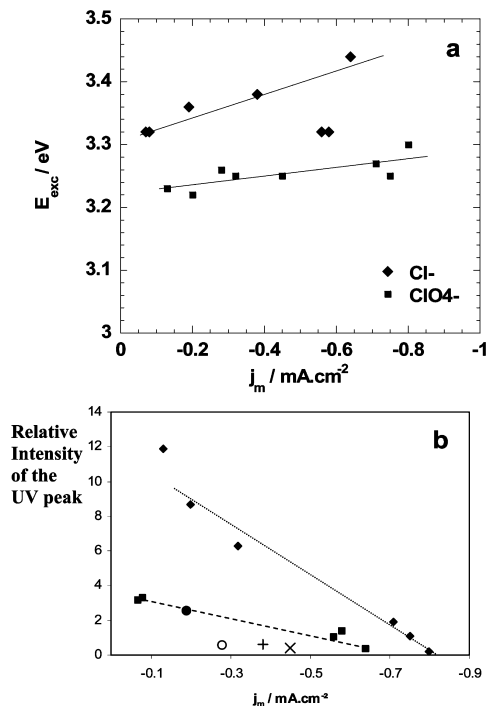 3.5
a
3.4
3.3
E_exc / eV
3.2
3.1
3
Cl-
ClO4-
0 -0.2 -0.4 -0.6 -0.8 -1
j_m / mA.cm⁻²
14
b
Relative
Intensity
of the
UV peak
12
10
8
6
4
2
0
-0.1 -0.3 -0.5 -0.7 -0.9
j_m / mA.cm⁻²